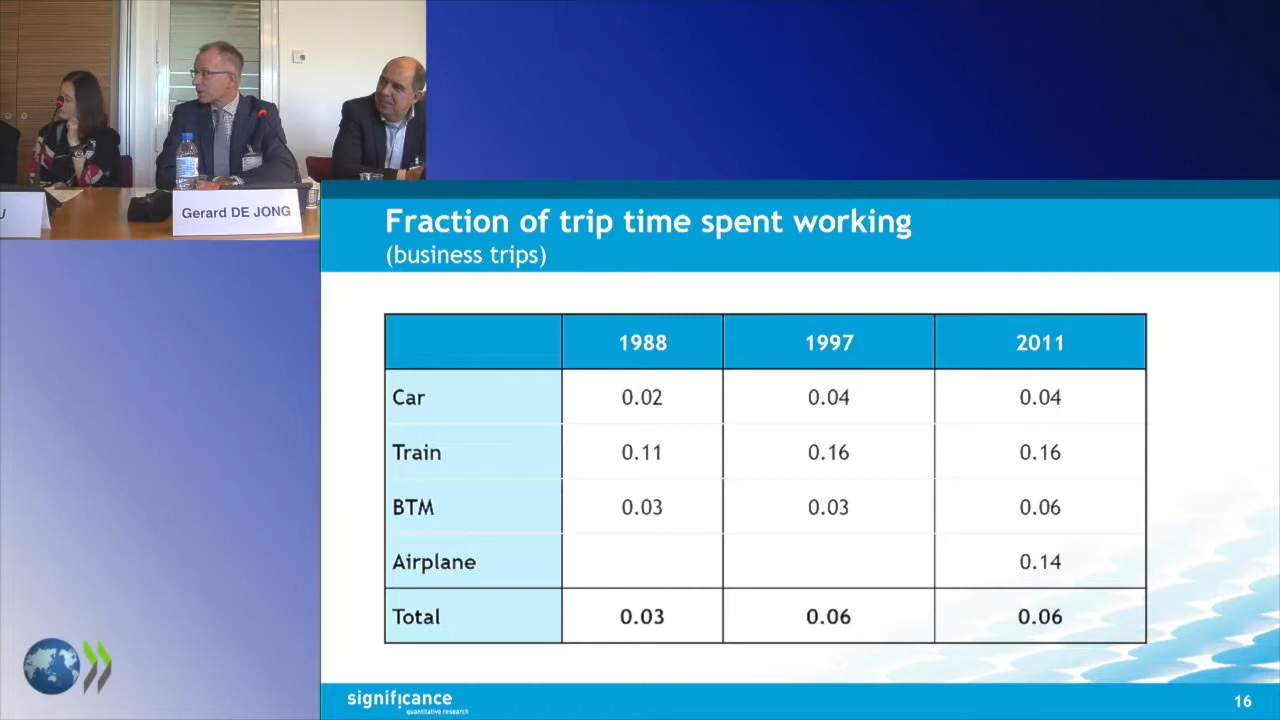 U
Gerard DE JONG
Fraction of trip time spent working
(business trips)
1988 1997 2011
Car 0.02 0.04 0.04
Train 0.11 0.16 0.16
BTM 0.03 0.03 0.06
Airplane 0.14
Total 0.03 0.06 0.06
significance
quantitative research
16